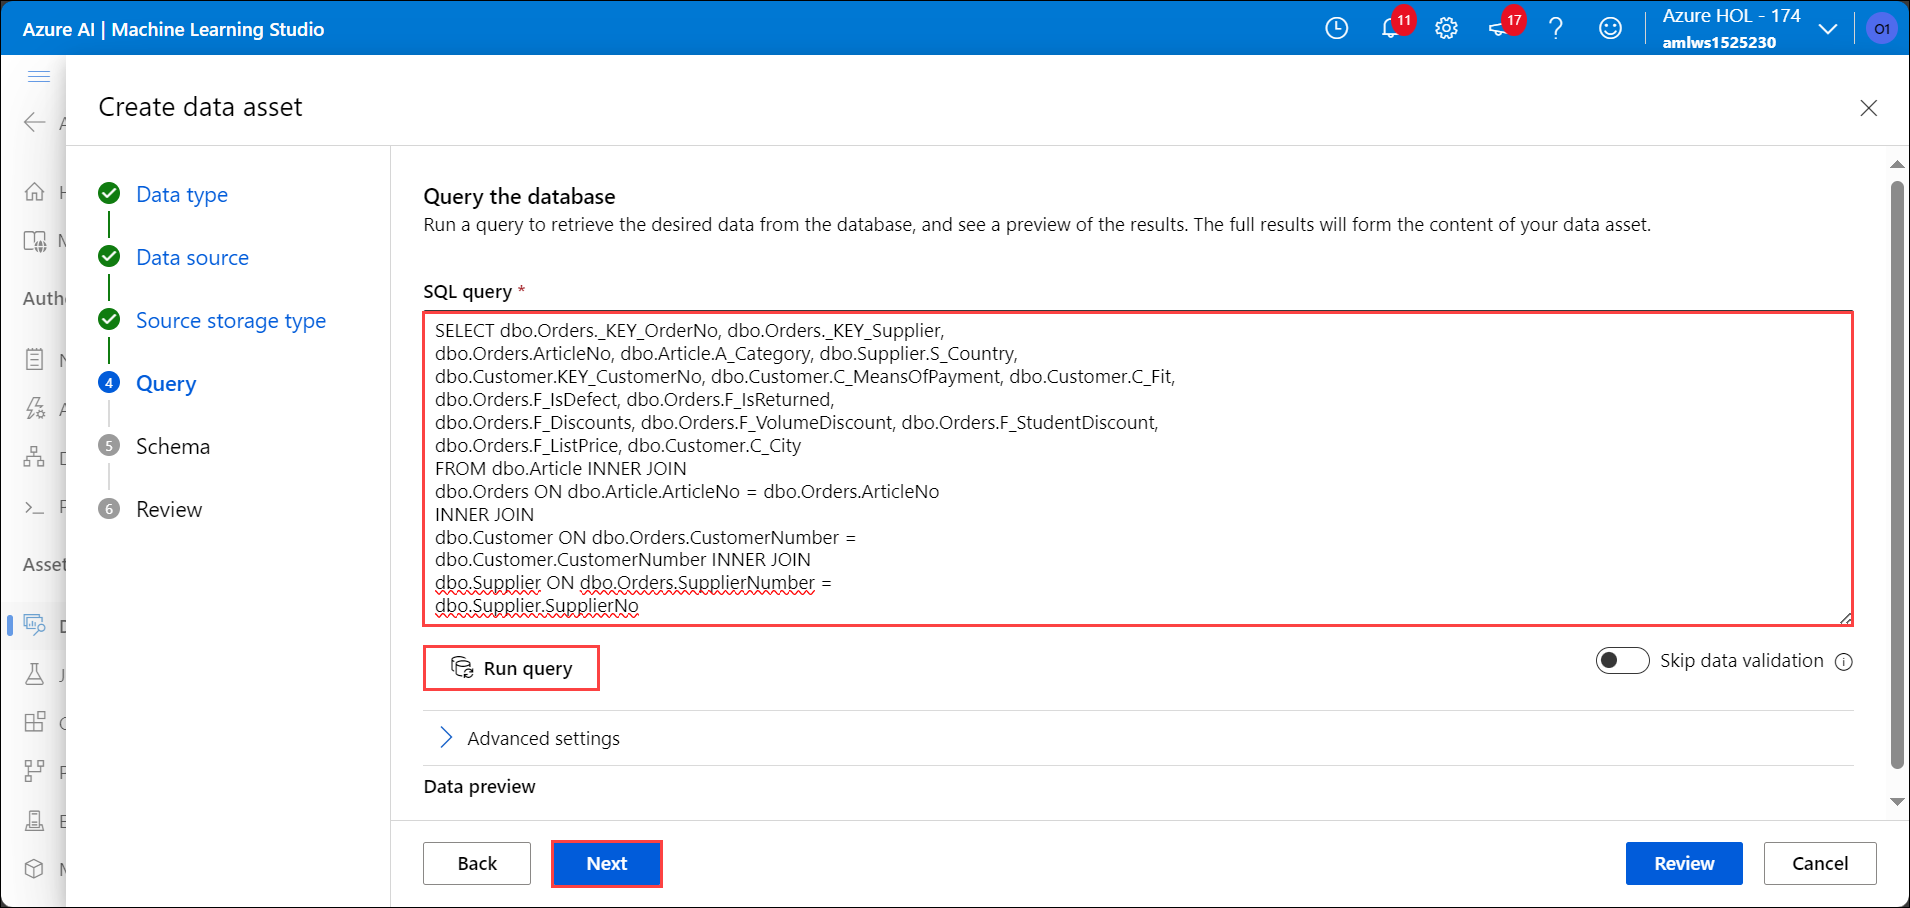 Azure AI | Machine Learning Studio
11
17
Azure HOL - 174
amlws1525230
O1
Create data asset
Data type
Data source
Source storage type
4 Query
5 Schema
6 Review
Auth
Asset
Query the database
Run a query to retrieve the desired data from the database, and see a preview of the results. The full results will form the content of your data asset.
SQL query *
SELECT dbo.Orders._KEY_OrderNo, dbo.Orders._KEY_Supplier,
dbo.Orders.ArticleNo, dbo.Article.A_Category, dbo.Supplier.S_Country,
dbo.Customer.KEY_CustomerNo, dbo.Customer.C_MeansOfPayment, dbo.Customer.C_Fit,
dbo.Orders.F_IsDefect, dbo.Orders.F_IsReturned,
dbo.Orders.F_Discounts, dbo.Orders.F_VolumeDiscount, dbo.Orders.F_StudentDiscount,
dbo.Orders.F_ListPrice, dbo.Customer.C_City
FROM dbo.Article INNER JOIN
dbo.Orders ON dbo.Article.ArticleNo = dbo.Orders.ArticleNo
INNER JOIN
dbo.Customer ON dbo.Orders.CustomerNumber =
dbo.Customer.CustomerNumber INNER JOIN
dbo.Supplier ON dbo.Orders.SupplierNumber =
dbo.Supplier.SupplierNo
Run query
Skip data validation
Advanced settings
Data preview
Back
Next
Review
Cancel